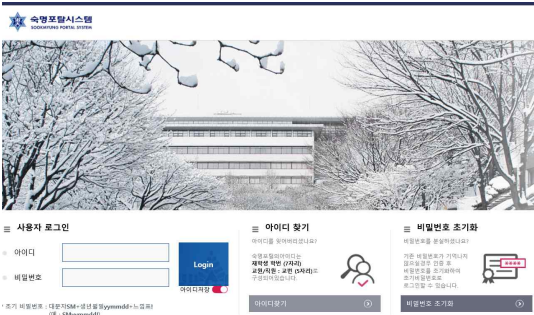 숙명포탈시스템
SOOKMYUNG PORTAL SYSTEM
사용자 로그인
아이디
비밀번호
Login
아이디저장
* 초기 비밀번호 : 대문자SM+생년월일yymmdd+느낌표!
(예 : SMyymmdd!)
아이디 찾기
아이디를 잊어버리셨나요?
숙명포털의아이디는
재학생 학번 (7자리)
교원/직원 : 교번 (5자리)로
구성되어있습니다.
아이디찾기
비밀번호 초기화
비밀번호를 분실하셨나요?
기존 비밀번호가 기억나지
않으실경우 인증 후
비밀번호를 초기화하여
초기비밀번호로
로그인할 수 있습니다.
****
비밀번호 초기화